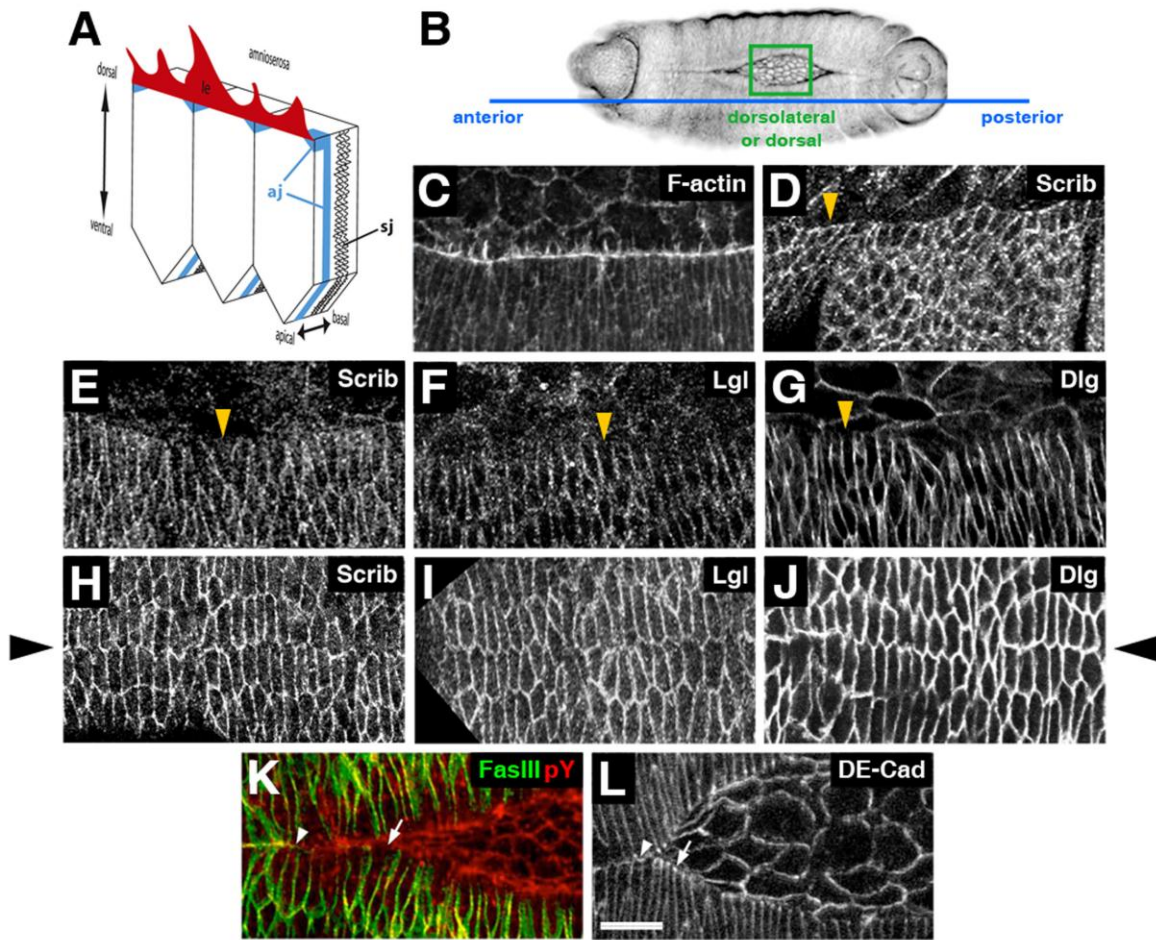 A
amnioserosa
dorsal
le
aj
sj
ventral
apical
basal
B
anterior
dorsolateral
or dorsal
posterior
C
F-actin
D
Scrib
E
Scrib
F
Lgl
G
Dlg
H
Scrib
I
Lgl
J
Dlg
K
FasIII pY
L
DE-Cad